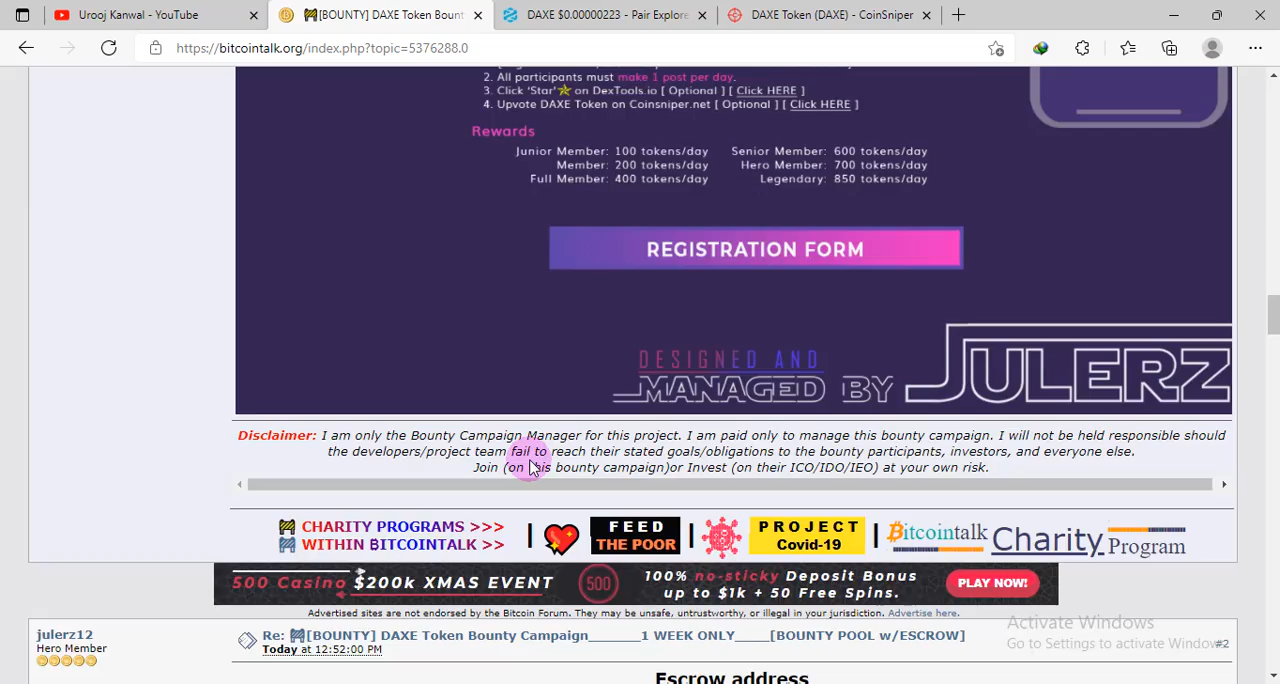 Urooj Kanwal - YouTube
🚧[BOUNTY] DAXE Token Bount
DAXE $0.00000223 - Pair Explore
DAXE Token (DAXE) - CoinSniper
https://bitcointalk.org/index.php?topic=5376288.0
2. All participants must make 1 post per day.
3. Click 'Star' on DexTools.io [ Optional ] [ Click HERE ]
4. Upvote DAXE Token on Coinsniper.net [ Optional ] [ Click HERE ]
Rewards
Junior Member: 100 tokens/day Senior Member: 600 tokens/day
Member: 200 tokens/day Hero Member: 700 tokens/day
Full Member: 400 tokens/day Legendary: 850 tokens/day
REGISTRATION FORM
DESIGNED AND
MANAGED BY JULERZ
Disclaimer: I am only the Bounty Campaign Manager for this project. I am paid only to manage this bounty campaign. I will not be held responsible should
the developers/project team fail to reach their stated goals/obligations to the bounty participants, investors, and everyone else.
Join (on this bounty campaign)or Invest (on their ICO/IDO/IEO) at your own risk.
CHARITY PROGRAMS >>> | FEED | PROJECT | Bitcointalk Charity Program
WITHIN BITCOINTALK >> THE POOR Covid-19
500 Casino $200k XMAS EVENT 500 100% no-sticky Deposit Bonus PLAY NOW!
up to $1k + 50 Free Spins.
Advertised sites are not endorsed by the Bitcoin Forum. They may be unsafe, untrustworthy, or illegal in your jurisdiction. Advertise here.
julerz12 Re: 🚧[BOUNTY] DAXE Token Bounty Campaign______1 WEEK ONLY____[BOUNTY POOL w/ESCROW]
Hero Member Today at 12:52:00 PM #2
Escrow address
Activate Windows
Go to Settings to activate Windows.